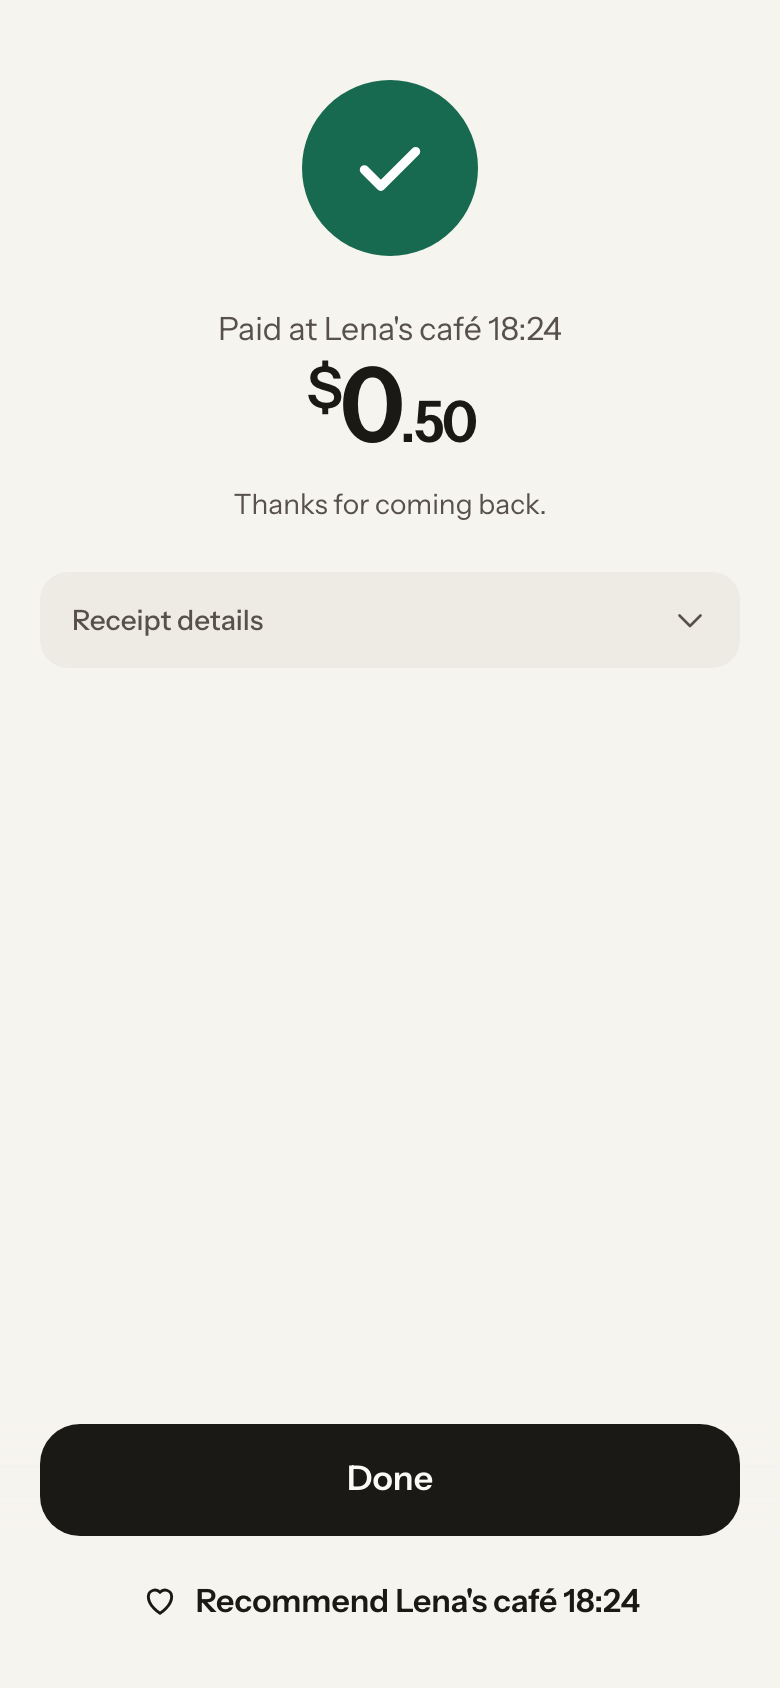 Paid at Lena's café 18:24
$0.50
Thanks for coming back.
Receipt details
Done
Recommend Lena's café 18:24